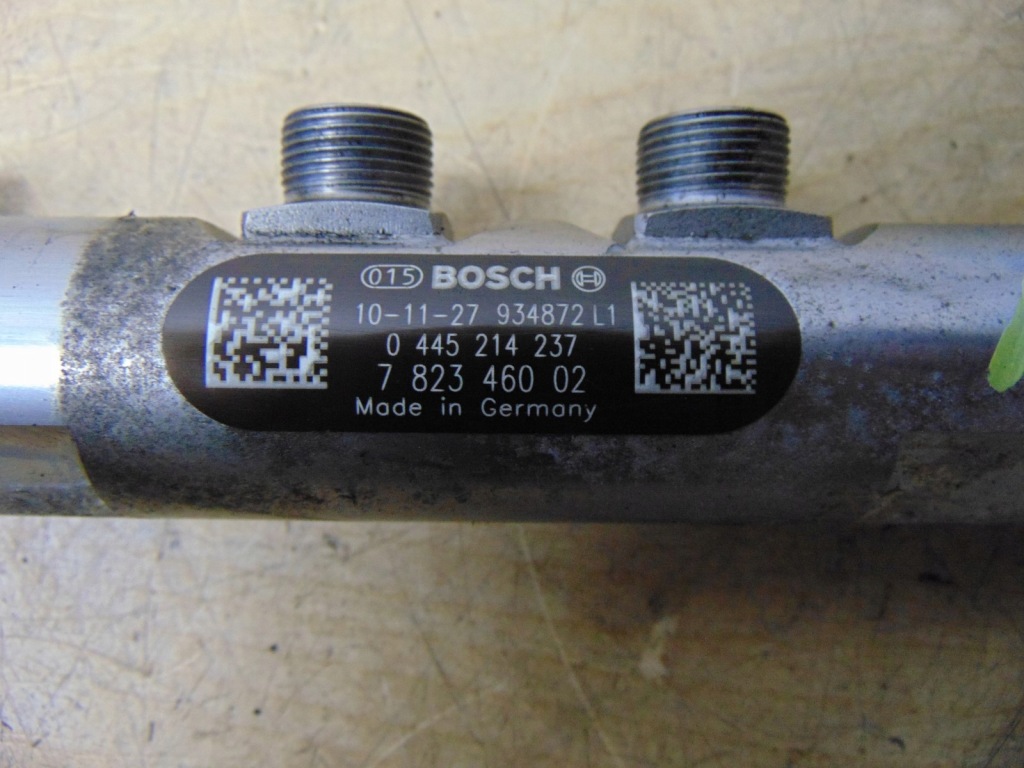 015 BOSCH
10-11-27 934872 L1
0 445 214 237
7 823 460 02
Made in Germany